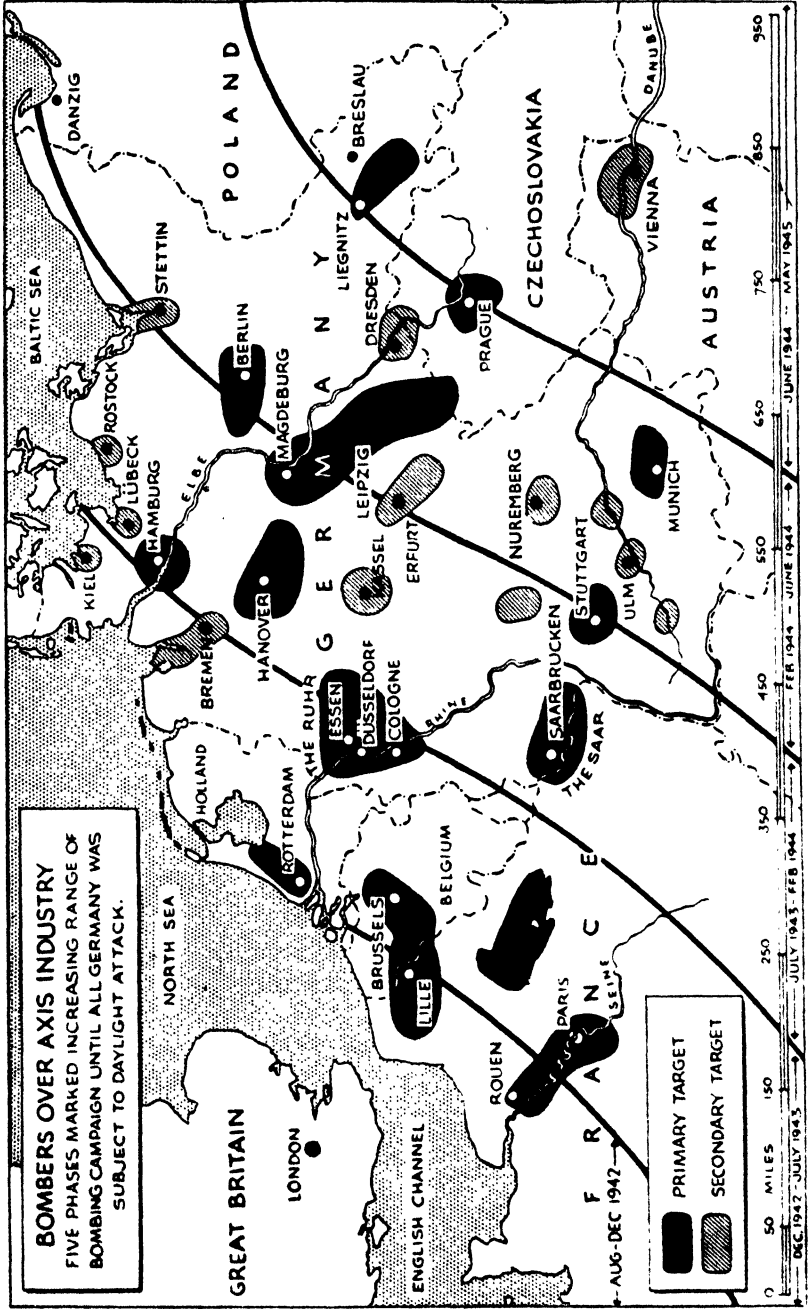 BOMBERS OVER AXIS INDUSTRY
FIVE PHASES MARKED INCREASING RANGE OF
BOMBING CAMPAIGN UNTIL ALL GERMANY WAS
SUBJECT TO DAYLIGHT ATTACK.
BALTIC SEA
DANZIG
STETTIN
ROSTOCK
LÜBECK
KIEL
HAMBURG
ELBE
BREMEN
NORTH SEA
HOLLAND
POLAND
BERLIN
MAGDEBURG
HANOVER
GREAT BRITAIN
LONDON
ROTTERDAM
THE RUHR
ESSEN
DÜSSELDORF
COLOGNE
RHINE
GERMANY
BRESLAU
LIEGNITZ
DRESDEN
LEIPZIG
KASSEL
ERFURT
BRUSSELS
LILLE
BELGIUM
ENGLISH CHANNEL
PRAGUE
CZECHOSLOVAKIA
NUREMBERG
ROUEN
PARIS
SEINE
FRANCE
SAARBRUCKEN
THE SAAR
STUTTGART
ULM
MUNICH
VIENNA
DANUBE
AUSTRIA
AUG-DEC 1942
PRIMARY TARGET
SECONDARY TARGET
0 50 MILES 150 250 350 450 550 650 750 850 950
DEC 1942-JULY 1943 JULY 1943-FEB 1944 FEB 1944 - JUNE 1944 JUNE 1944 - MAY 1945